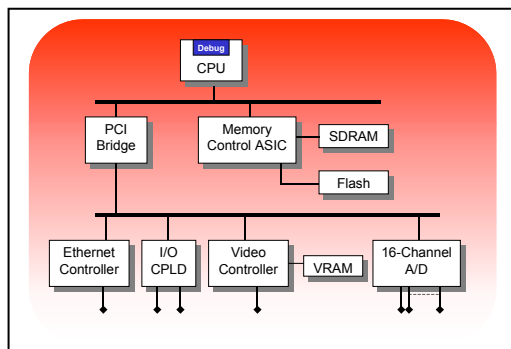 Debug
CPU
PCI
Bridge
Memory
Control ASIC
SDRAM
Flash
Ethernet
Controller
I/O
CPLD
Video
Controller
VRAM
16-Channel
A/D